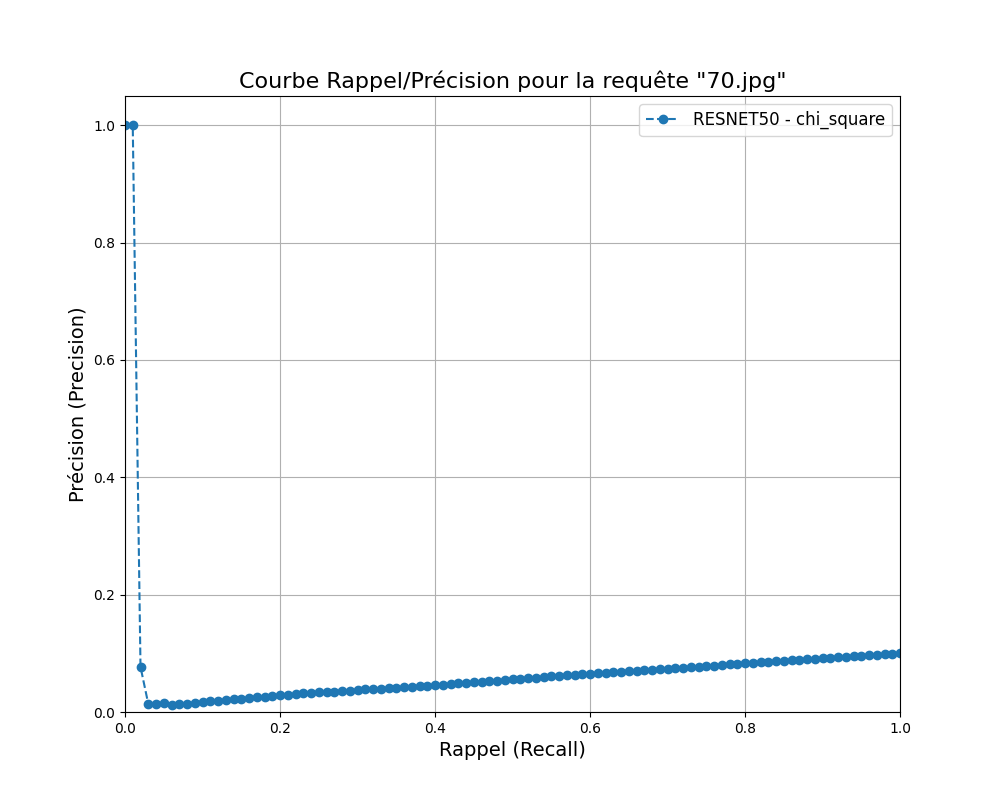 Courbe Rappel/Précision pour la requête "70.jpg"
RESNET50 - chi_square
Précision (Precision)
1.0
0.8
0.6
0.4
0.2
0.0
0.0 0.2 0.4 0.6 0.8 1.0
Rappel (Recall)